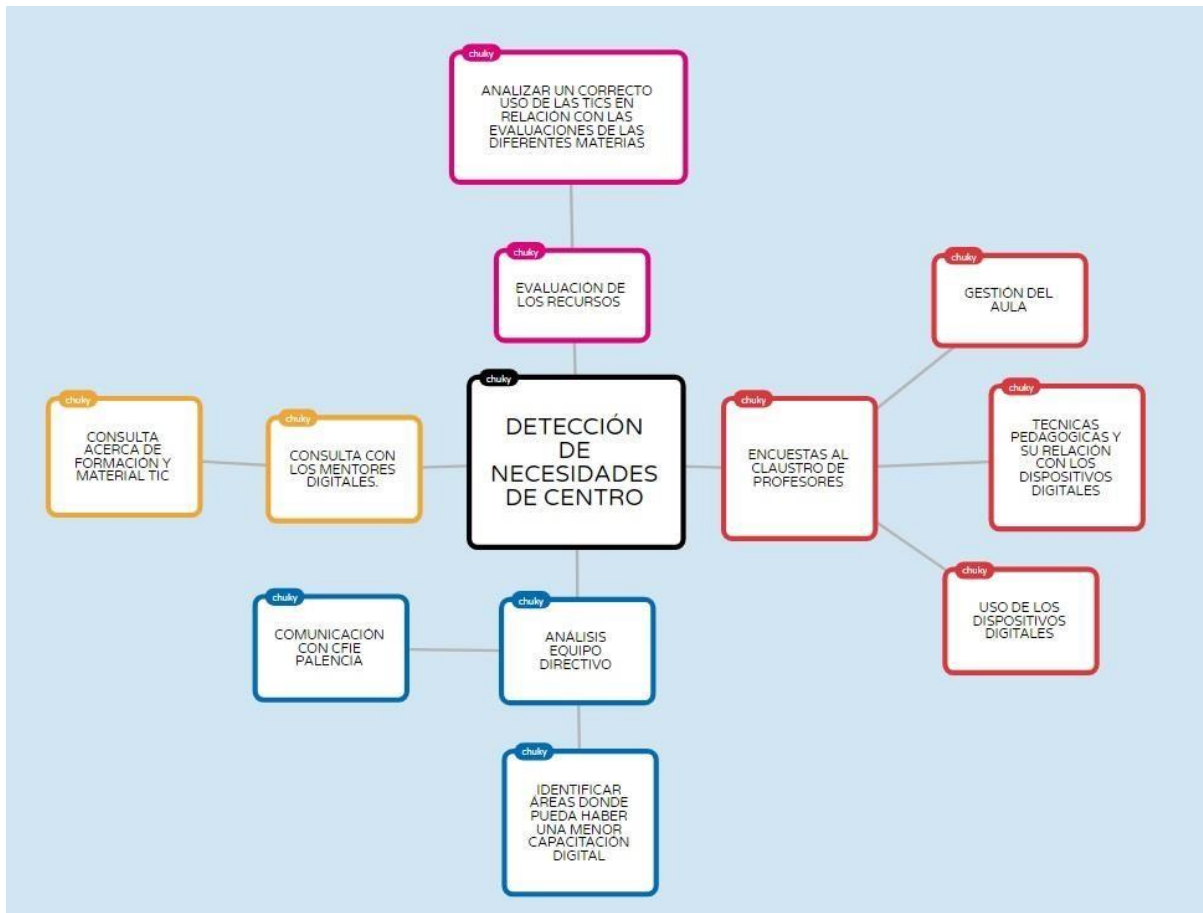 chuky
ANALIZAR UN CORRECTO
USO DE LAS TICS EN
RELACIÓN CON LAS
EVALUACIONES DE LAS
DIFERENTES MATERIAS
chuky
EVALUACIÓN DE
LOS RECURSOS
chuky
GESTIÓN DEL
AULA
chuky
CONSULTA
ACERCA DE
FORMACIÓN Y
MATERIAL TIC
chuky
CONSULTA CON
LOS MENTORES
DIGITALES.
chuky
DETECCIÓN
DE
NECESIDADES
DE CENTRO
chuky
ENCUESTAS AL
CLAUSTRO DE
PROFESORES
chuky
TECNICAS
PEDAGOGICAS Y
SU RELACIÓN
CON LOS
DISPOSITIVOS
DIGITALES
chuky
COMUNICACIÓN
CON CFIE
PALENCIA
chuky
ANÁLISIS
EQUIPO
DIRECTIVO
chuky
USO DE LOS
DISPOSITIVOS
DIGITALES
chuky
IDENTIFICAR
ÁREAS DONDE
PUEDA HABER
UNA MENOR
CAPACITACIÓN
DIGITAL